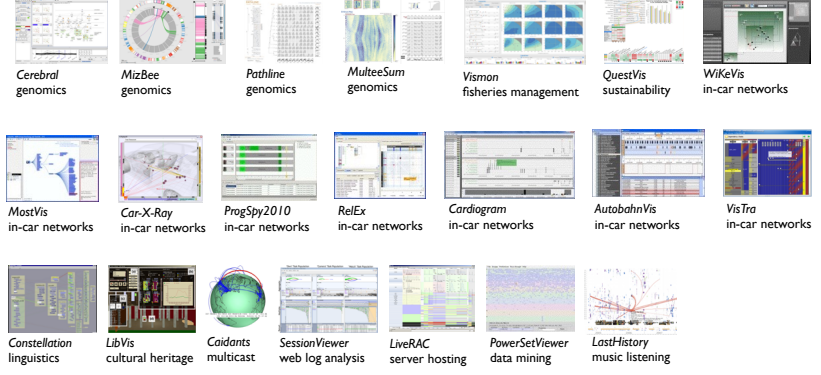 Cerebral MizBee Pathline MulteeSum Vismon QuestVis WiKeVis
genomics genomics genomics genomics fisheries management sustainability in-car networks
MostVis Car-X-Ray ProgSpy2010 RelEx Cardiogram AutobahnVis VisTra
in-car networks in-car networks in-car networks in-car networks in-car networks in-car networks in-car networks
Constellation LibVis Caidants SessionViewer LiveRAC PowerSetViewer LastHistory
linguistics cultural heritage multicast web log analysis server hosting data mining music listening